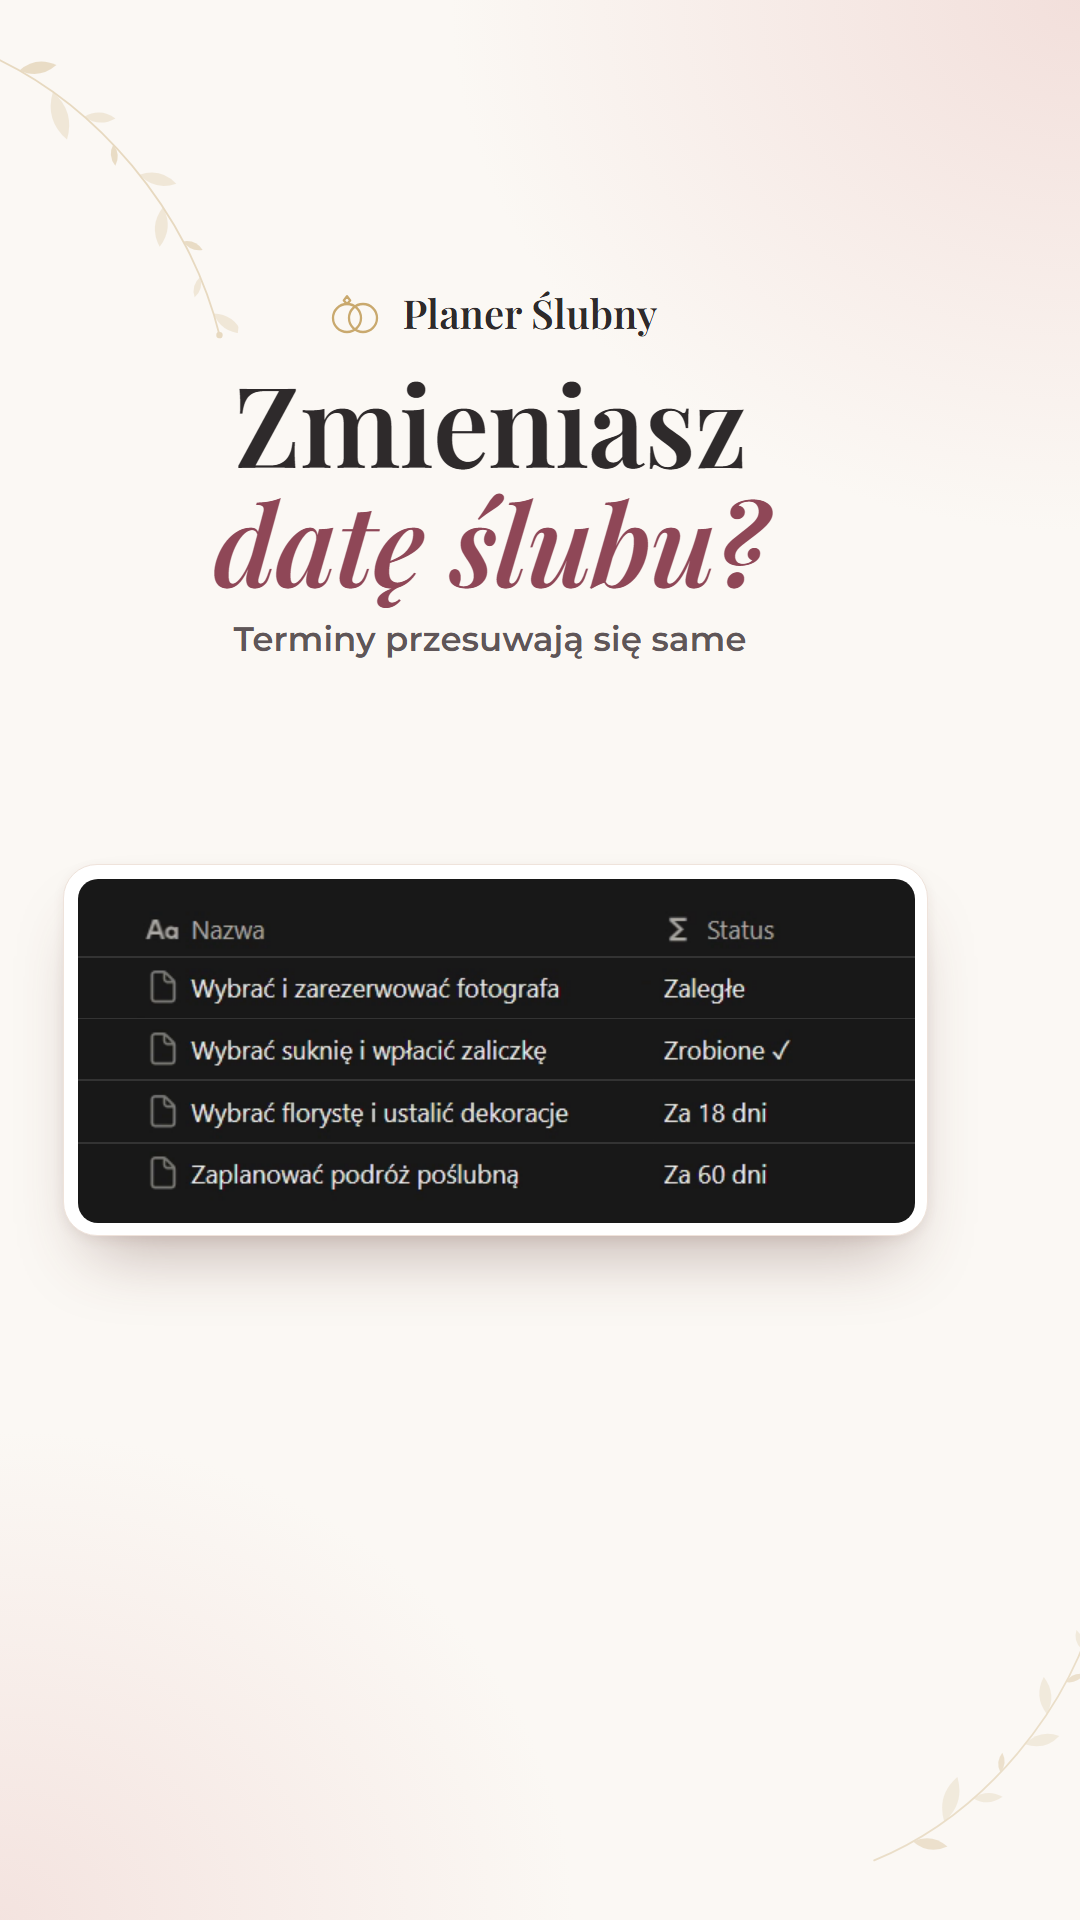 Planer Ślubny
Zmieniasz
datę ślubu?
Terminy przesuwają się same
Aa Nazwa Σ Status
Wybrać i zarezerwować fotografa Zaległe
Wybrać suknię i wpłacić zaliczkę Zrobione ✓
Wybrać florystę i ustalić dekoracje Za 18 dni
Zaplanować podróż poślubną Za 60 dni